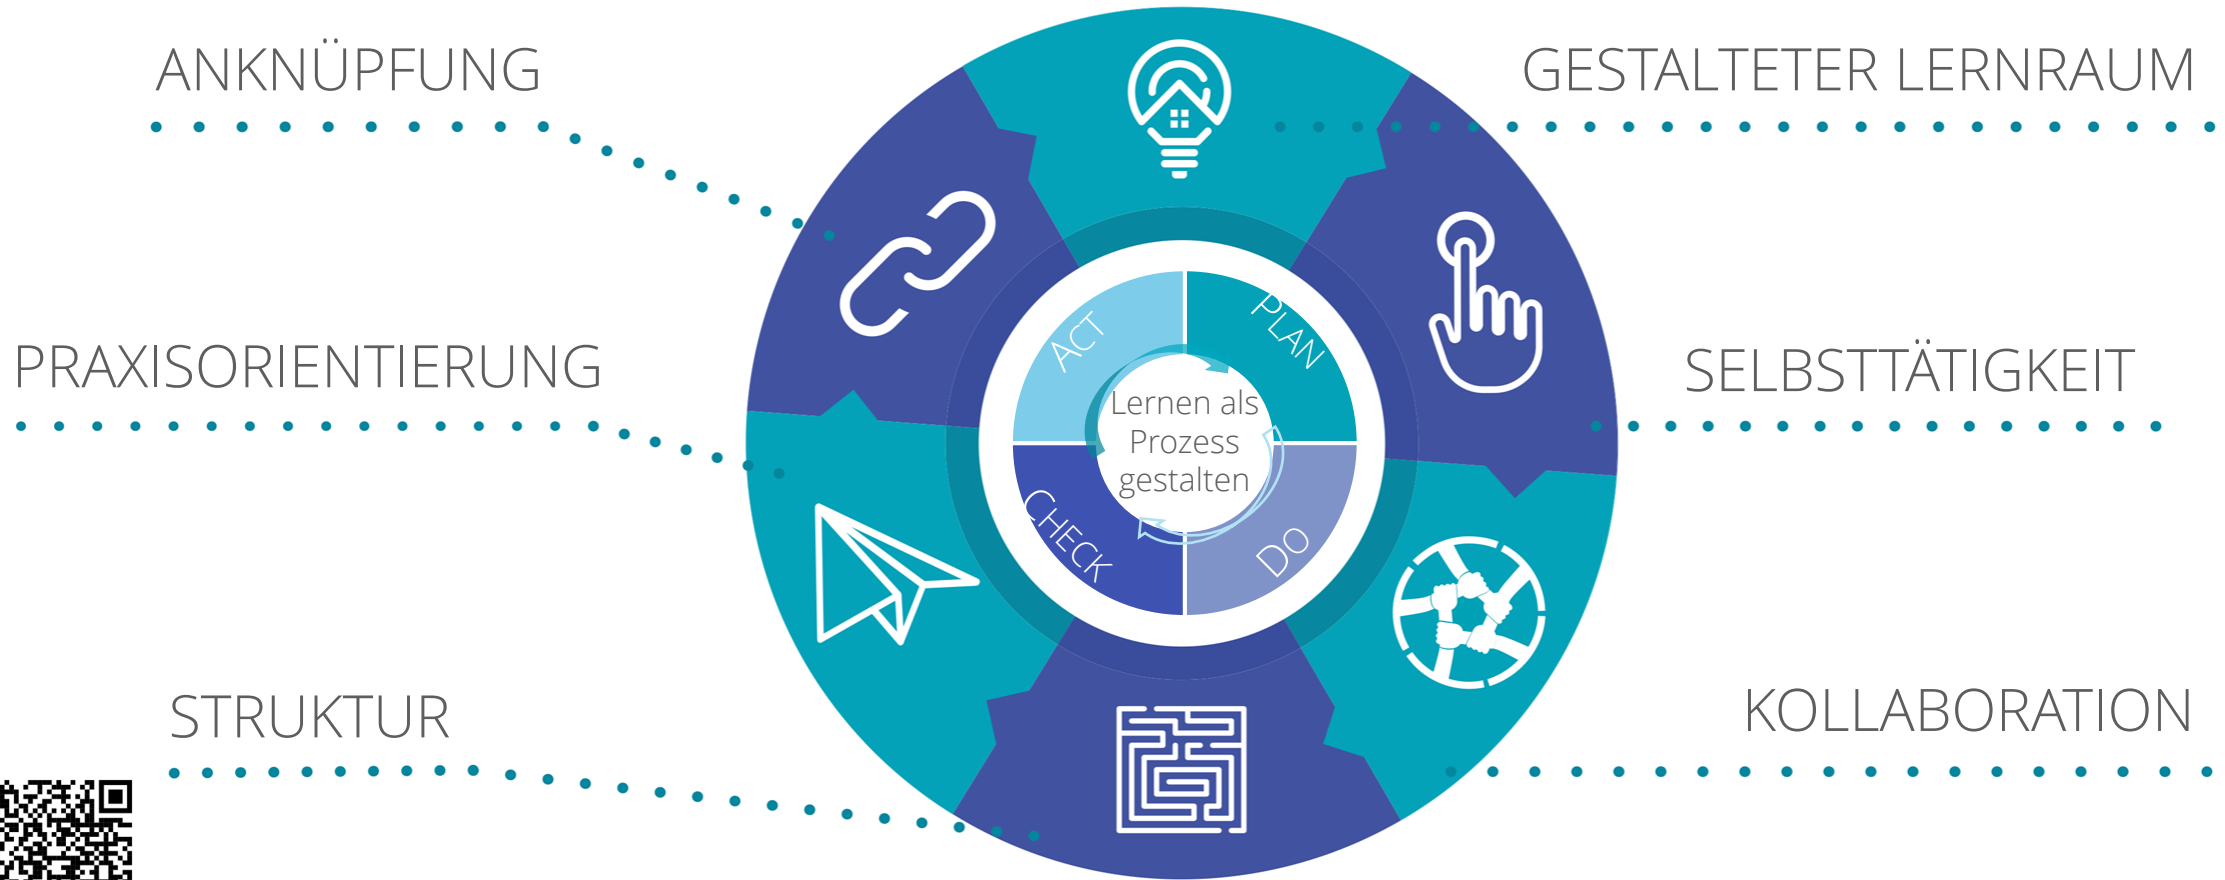 ANKNÜPFUNG
GESTALTETER LERNRAUM
PRAXISORIENTIERUNG
SELBSTTÄTIGKEIT
STRUKTUR
KOLLABORATION
ACT
PLAN
Lernen als
Prozess
gestalten
CHECK
DO